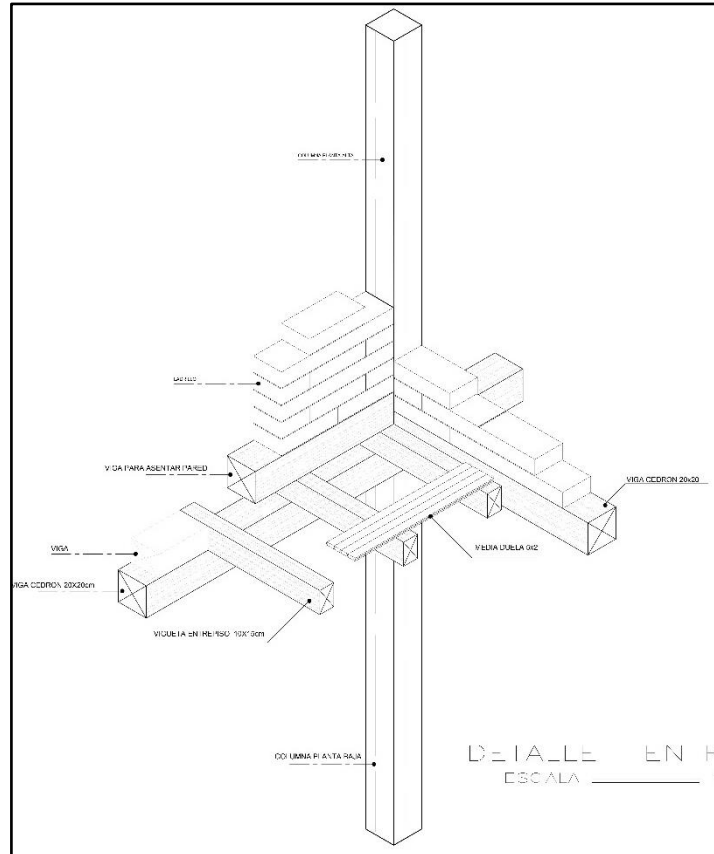 COLUMNA PLANTA ALTA
LADRILLO
VIGA PARA ASENTAR PARED
VIGA CEDRON 20x20
MEDIA DUELA 6x2
VIGA
VIGA CEDRON 20X20cm
VIGUETA ENTREPISO 10X15cm
COLUMNA PLANTA BAJA
DETALLE EN
ESCALA